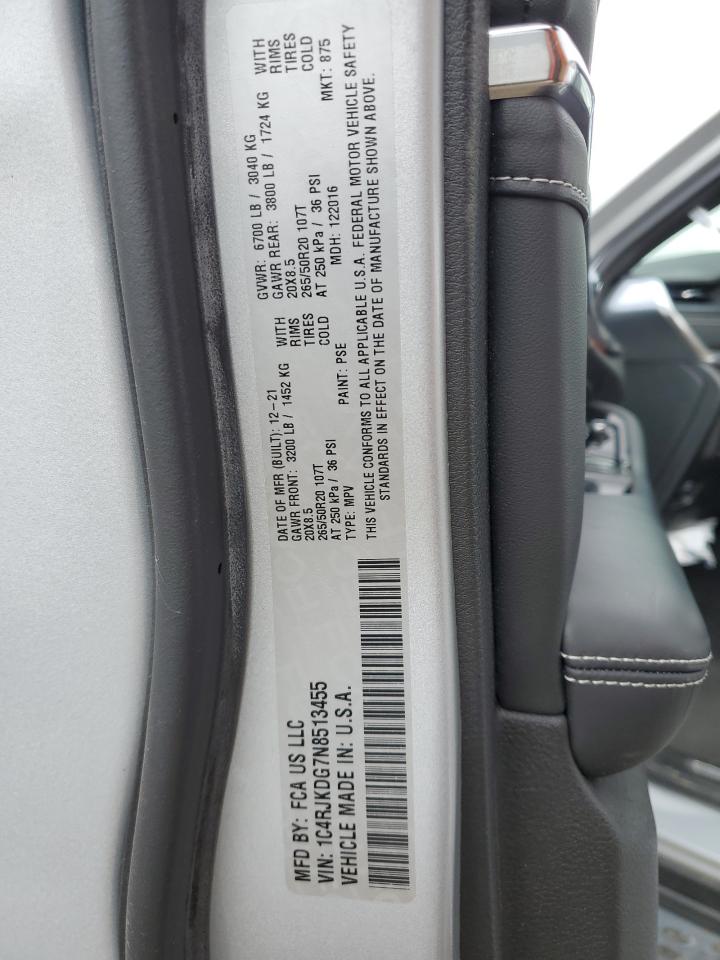 MFD BY: FCA US LLC
VIN: 1C4RJKDG7N8513455
VEHICLE MADE IN: U.S.A.
DATE OF MFR (BUILT): 12-21
GAWR FRONT: 3200 LB / 1452 KG WITH
20X8.5 RIMS
265/50R20 107T TIRES
AT 250 kPa / 36 PSI COLD
TYPE: MPV PAINT: PSE
GVWR: 6700 LB / 3040 KG
GAWR REAR: 3800 LB / 1724 KG WITH
20X8.5 RIMS
265/50R20 107T TIRES
AT 250 kPa / 36 PSI COLD
MDH: 122016 MKT: 875
THIS VEHICLE CONFORMS TO ALL APPLICABLE U.S.A. FEDERAL MOTOR VEHICLE SAFETY
STANDARDS IN EFFECT ON THE DATE OF MANUFACTURE SHOWN ABOVE.